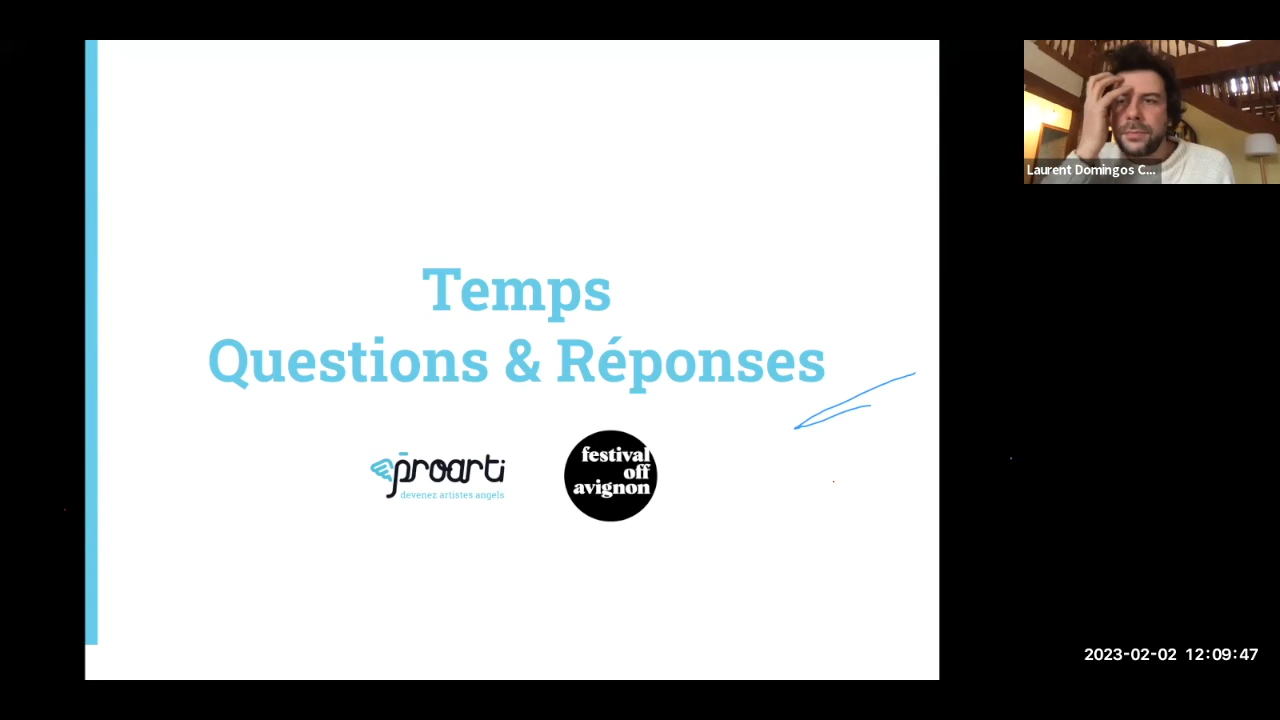 Temps
Questions & Réponses
proarti
devenez artistes angels
festival
off
avignon
Laurent Domingos C...
2023-02-02 12:09:47